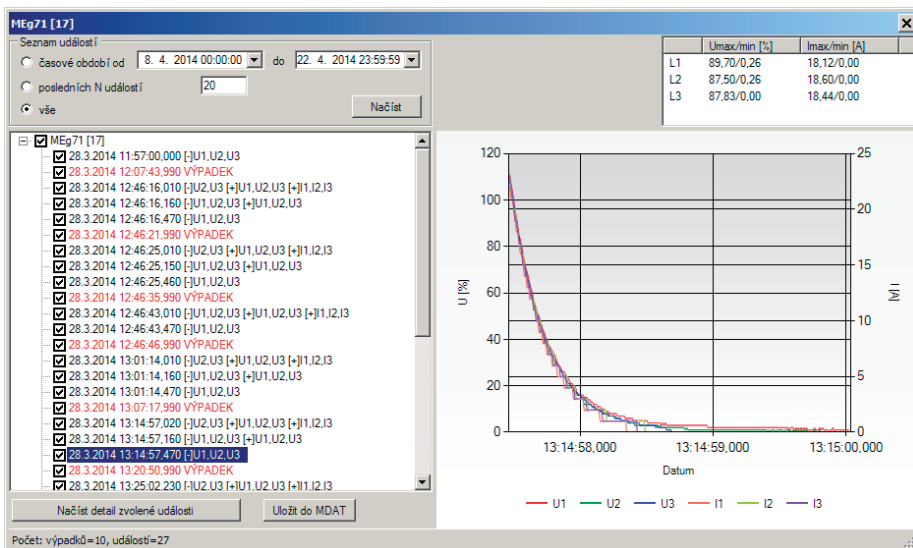 MEg71 [17]
Seznam událostí
časové období od 8. 4. 2014 00:00:00 do 22. 4. 2014 23:59:59
posledních N událostí 20
vše Načíst
Umax/min [%] Imax/min [A]
L1 89,70/0,26 18,12/0,00
L2 87,50/0,26 18,60/0,00
L3 87,83/0,26 18,44/0,00
MEg71 [17]
28.3.2014 11:57:00,000 [-]U1,U2,U3
28.3.2014 12:07:43,990 VÝPADEK
28.3.2014 12:46:16,010 [-]U2,U3 [+]U1,U2,U3 [+]I1,I2,I3
28.3.2014 12:46:16,160 [-]U1,U2,U3 [+]U1,U2,U3
28.3.2014 12:46:16,470 [-]U1,U2,U3
28.3.2014 12:46:21,990 VÝPADEK
28.3.2014 12:46:25,010 [-]U2,U3 [+]U1,U2,U3 [+]I1,I2,I3
28.3.2014 12:46:25,150 [-]U1,U2,U3 [+]U1,U2,U3
28.3.2014 12:46:25,460 [-]U1,U2,U3
28.3.2014 12:46:35,990 VÝPADEK
28.3.2014 12:46:43,010 [-]U1,U2,U3 [+]U1,U2,U3 [+]I1,I2,I3
28.3.2014 12:46:43,470 [-]U1,U2,U3
28.3.2014 12:46:46,990 VÝPADEK
28.3.2014 13:01:14,010 [-]U2,U3 [+]U1,U2,U3 [+]I1,I2,I3
28.3.2014 13:01:14,160 [-]U1,U2,U3 [+]U1,U2,U3
28.3.2014 13:01:14,470 [-]U1,U2,U3
28.3.2014 13:07:17,990 VÝPADEK
28.3.2014 13:14:57,020 [-]U2,U3 [+]U1,U2,U3 [+]I1,I2,I3
28.3.2014 13:14:57,160 [-]U1,U2,U3 [+]U1,U2,U3
28.3.2014 13:14:57,470 [-]U1,U2,U3
28.3.2014 13:20:50,990 VÝPADEK
28.3.2014 13:25:02,230 [-]U2,U3 [+]U1,U2,U3 [+]I1,I2,I3
Načíst detail zvolené události Uložit do MDAT
Počet: výpadků=10, událostí=27
120
100
80
60
40
20
0
U [%]
25
20
15
10
5
0
I [A]
13:14:58,000 13:14:59,000 13:15:00,000
Datum
U1 U2 U3 I1 I2 I3